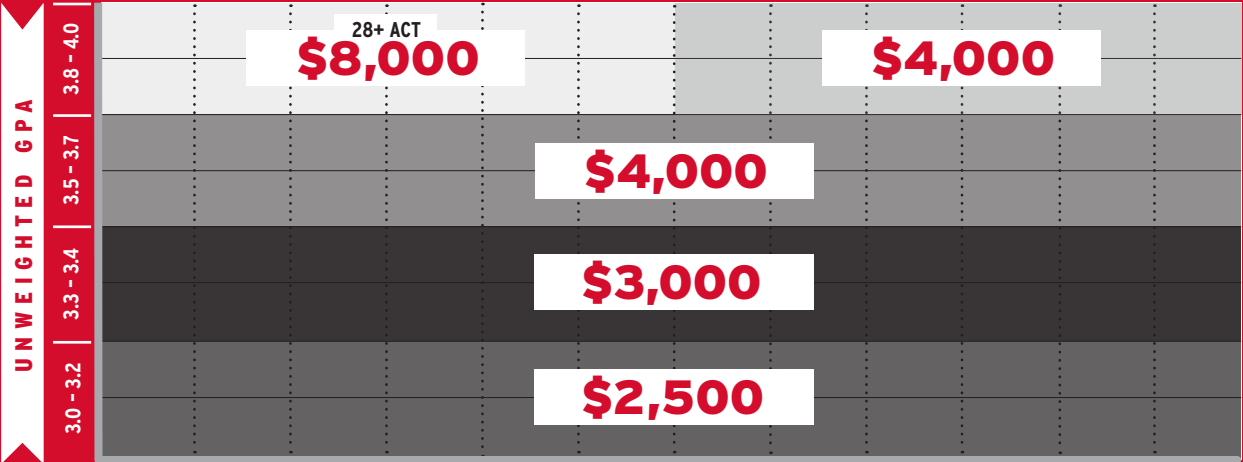 UNWEIGHTED GPA
3.8 - 4.0
28+ ACT
$8,000
$4,000
3.5 - 3.7
$4,000
3.3 - 3.4
$3,000
3.0 - 3.2
$2,500